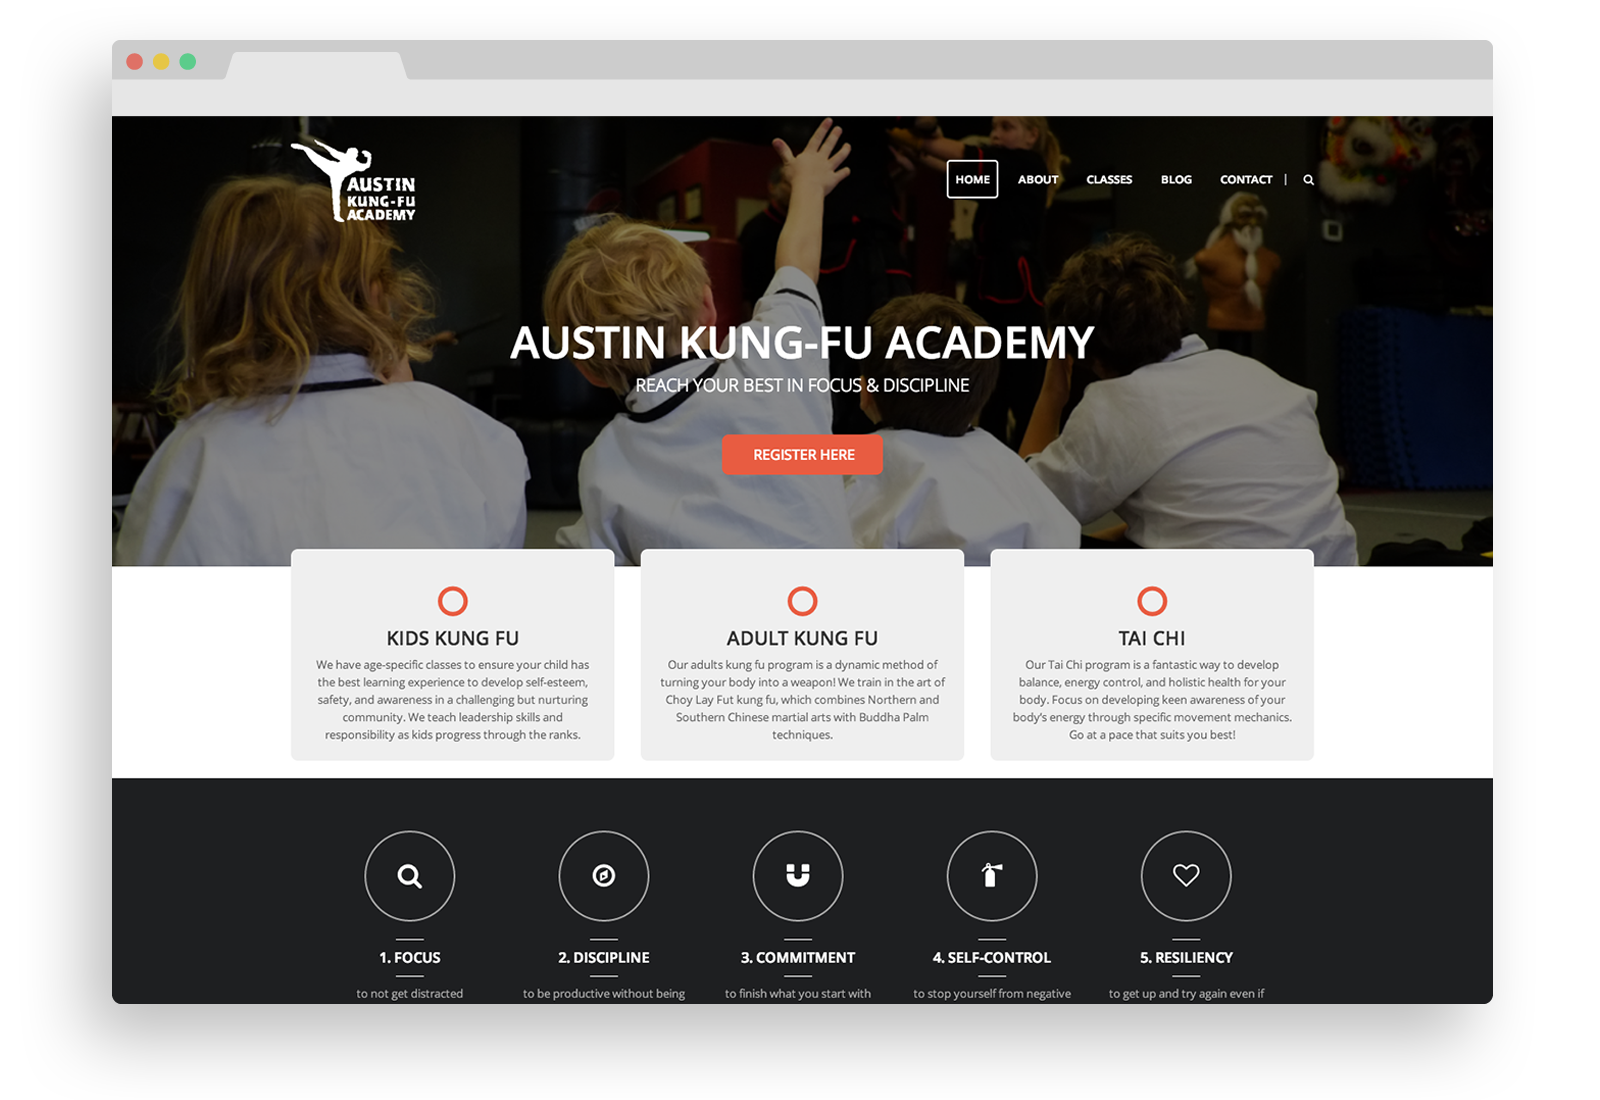 AUSTIN
KUNG-FU
ACADEMY
HOME ABOUT CLASSES BLOG CONTACT |
AUSTIN KUNG-FU ACADEMY
REACH YOUR BEST IN FOCUS & DISCIPLINE
REGISTER HERE
KIDS KUNG FU
We have age-specific classes to ensure your child has
the best learning experience to develop self-esteem,
safety, and awareness in a challenging but nurturing
community. We teach leadership skills and
responsibility as kids progress through the ranks.
ADULT KUNG FU
Our adults kung fu program is a dynamic method of
turning your body into a weapon! We train in the art of
Choy Lay Fut kung fu, which combines Northern and
Southern Chinese martial arts with Buddha Palm
techniques.
TAI CHI
Our Tai Chi program is a fantastic way to develop
balance, energy control, and holistic health for your
body. Focus on developing keen awareness of your
body's energy through specific movement mechanics.
Go at a pace that suits you best!
1. FOCUS
to not get distracted
2. DISCIPLINE
to be productive without being
3. COMMITMENT
to finish what you start with
4. SELF-CONTROL
to stop yourself from negative
5. RESILIENCY
to get up and try again even if